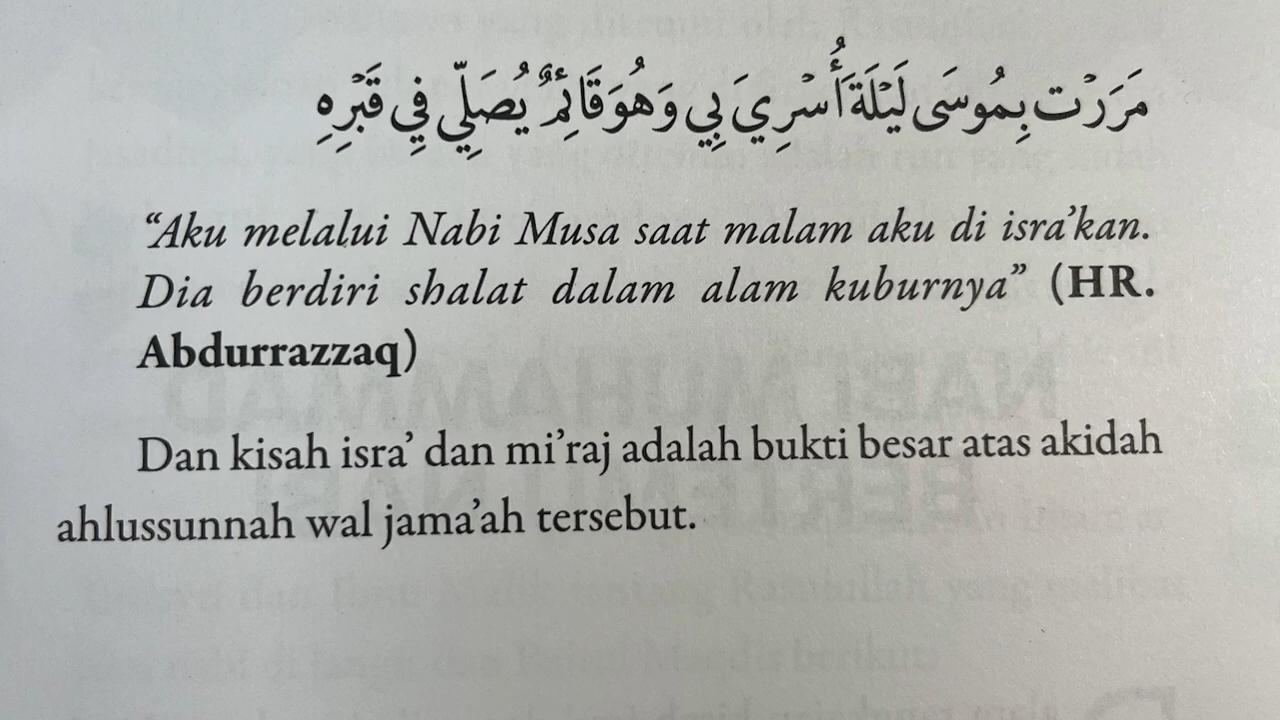 مَرَرْت بِمُوسَى لَيْلَةَ أُسْرِيَ بِي وَهُوَ قَائِمٌ يُصَلِّي فِي قَبْرِهِ
“Aku melalui Nabi Musa saat malam aku di isra’kan.
Dia berdiri shalat dalam alam kuburnya” (HR.
Abdurrazzaq)
Dan kisah isra’ dan mi’raj adalah bukti besar atas akidah
ahlussunnah wal jama’ah tersebut.